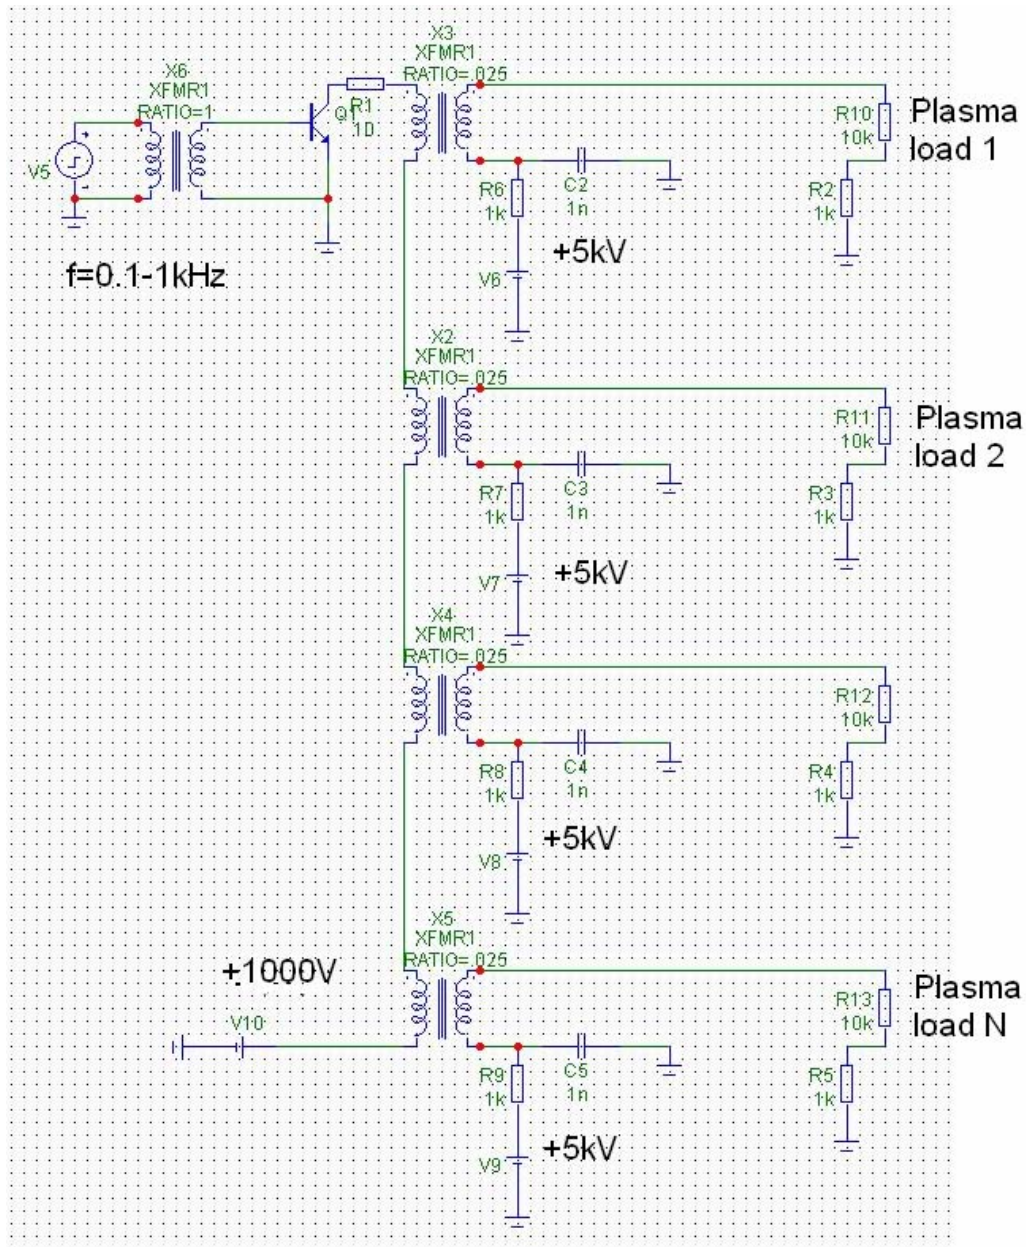 X3
XFMR1
RATIO=.025
X6
XFMR1
RATIO=1
Q1
R1
10
V5
R10
10k
Plasma
load 1
R6
1k
C2
1n
R2
1k
+5kV
V6
f=0.1-1kHz
X2
XFMR1
RATIO=.025
R11
10k
Plasma
load 2
R7
1k
C3
1n
R3
1k
+5kV
V7
X4
XFMR1
RATIO=.025
R12
10k
R8
1k
C4
1n
R4
1k
+5kV
V8
X5
XFMR1
RATIO=.025
+1000V
V10
R13
10k
Plasma
load N
R9
1k
C5
1n
R5
1k
+5kV
V9